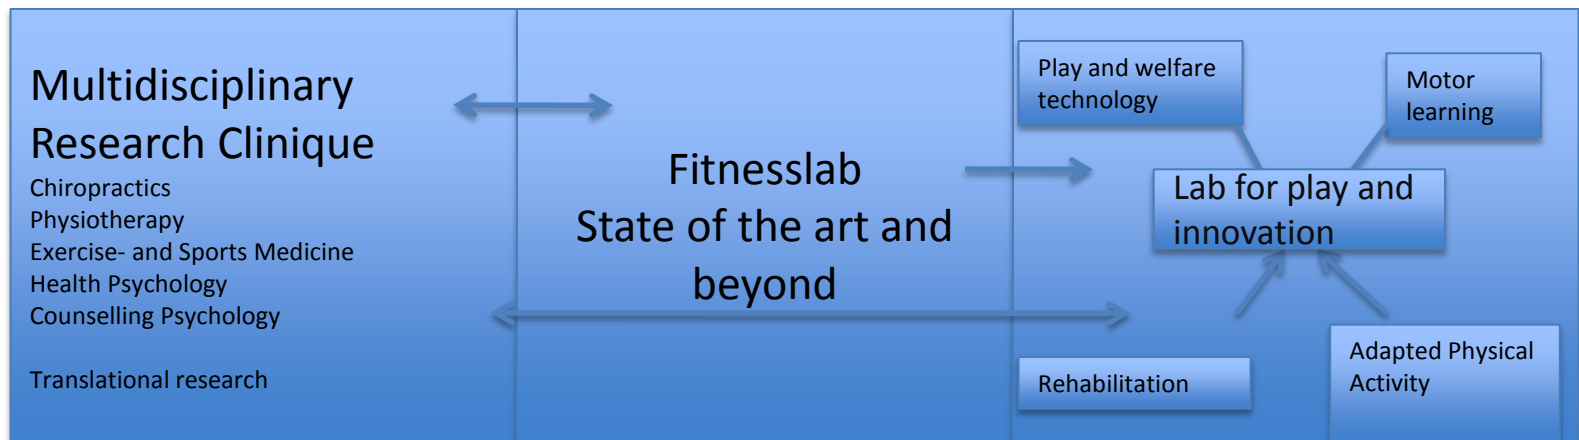 Multidisciplinary
Research Clinique
Chiropractics
Physiotherapy
Exercise- and Sports Medicine
Health Psychology
Counselling Psychology
Translational research
Fitnesslab
State of the art and
beyond
Play and welfare
technology
Motor
learning
Lab for play and
innovation
Rehabilitation
Adapted Physical
Activity